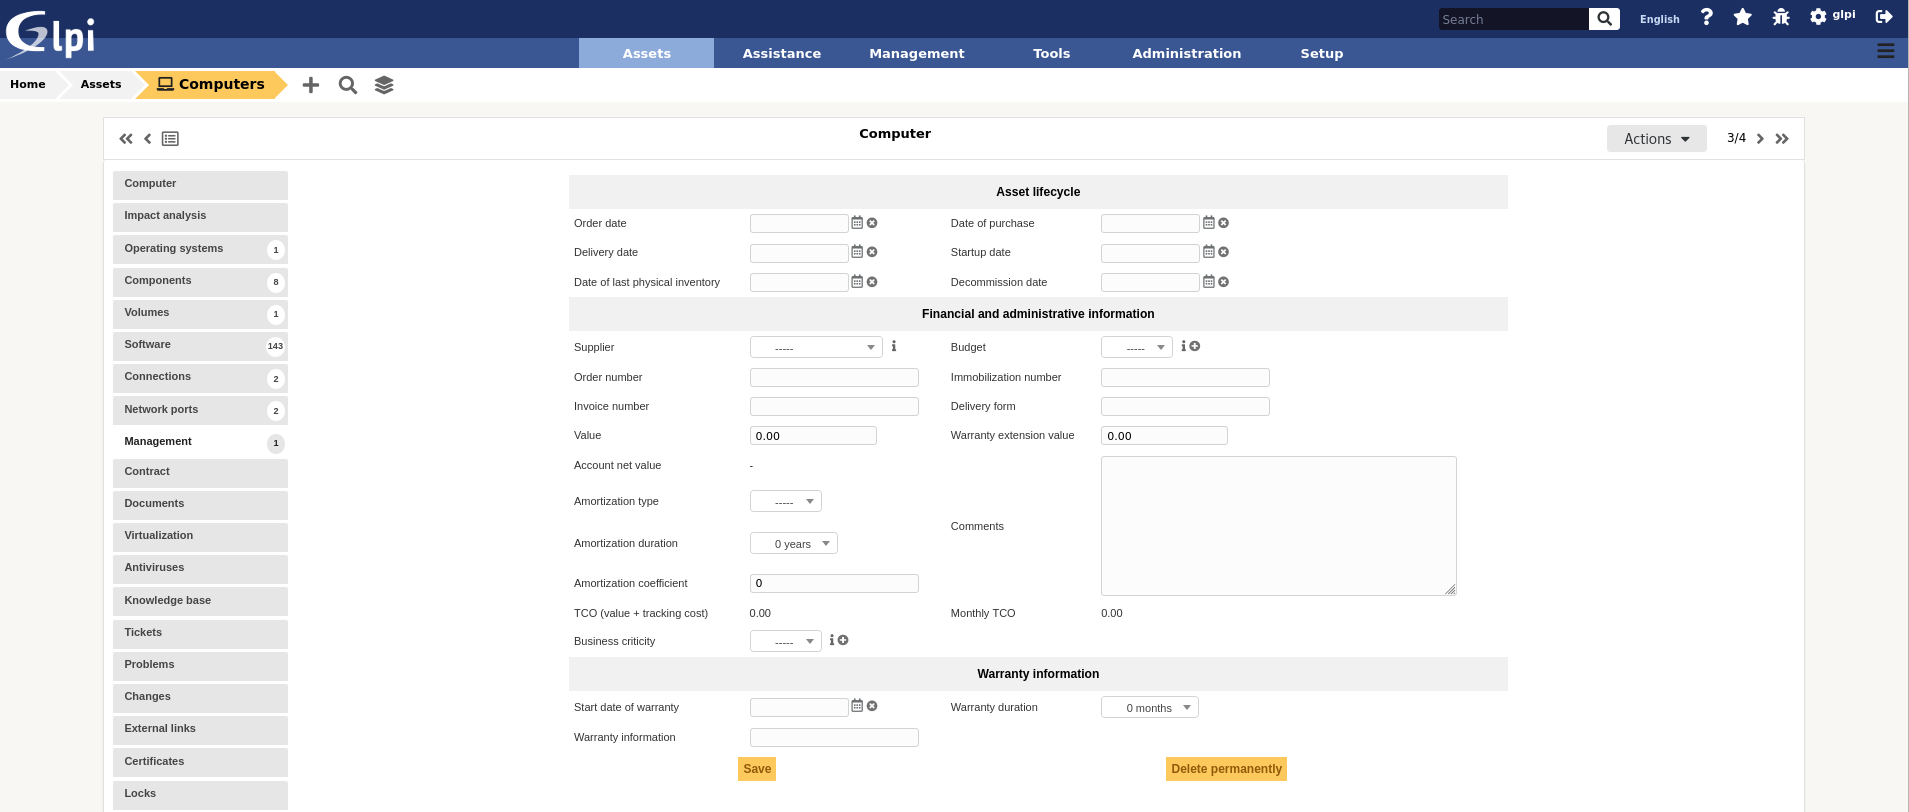 Glpi
Search
English
glpi
Assets
Assistance
Management
Tools
Administration
Setup
Home
Assets
Computers
Computer
Actions
3/4
Computer
Impact analysis
Operating systems 1
Components 8
Volumes 1
Software 143
Connections 2
Network ports 2
Management 1
Contract
Documents
Virtualization
Antiviruses
Knowledge base
Tickets
Problems
Changes
External links
Certificates
Locks
Asset lifecycle
Order date
Date of purchase
Delivery date
Startup date
Date of last physical inventory
Decommission date
Financial and administrative information
Supplier -----
Budget -----
Order number
Immobilization number
Invoice number
Delivery form
Value 0.00
Warranty extension value 0.00
Account net value -
Amortization type -----
Comments
Amortization duration 0 years
Amortization coefficient 0
TCO (value + tracking cost) 0.00
Monthly TCO 0.00
Business criticity -----
Warranty information
Start date of warranty
Warranty duration 0 months
Warranty information
Save
Delete permanently